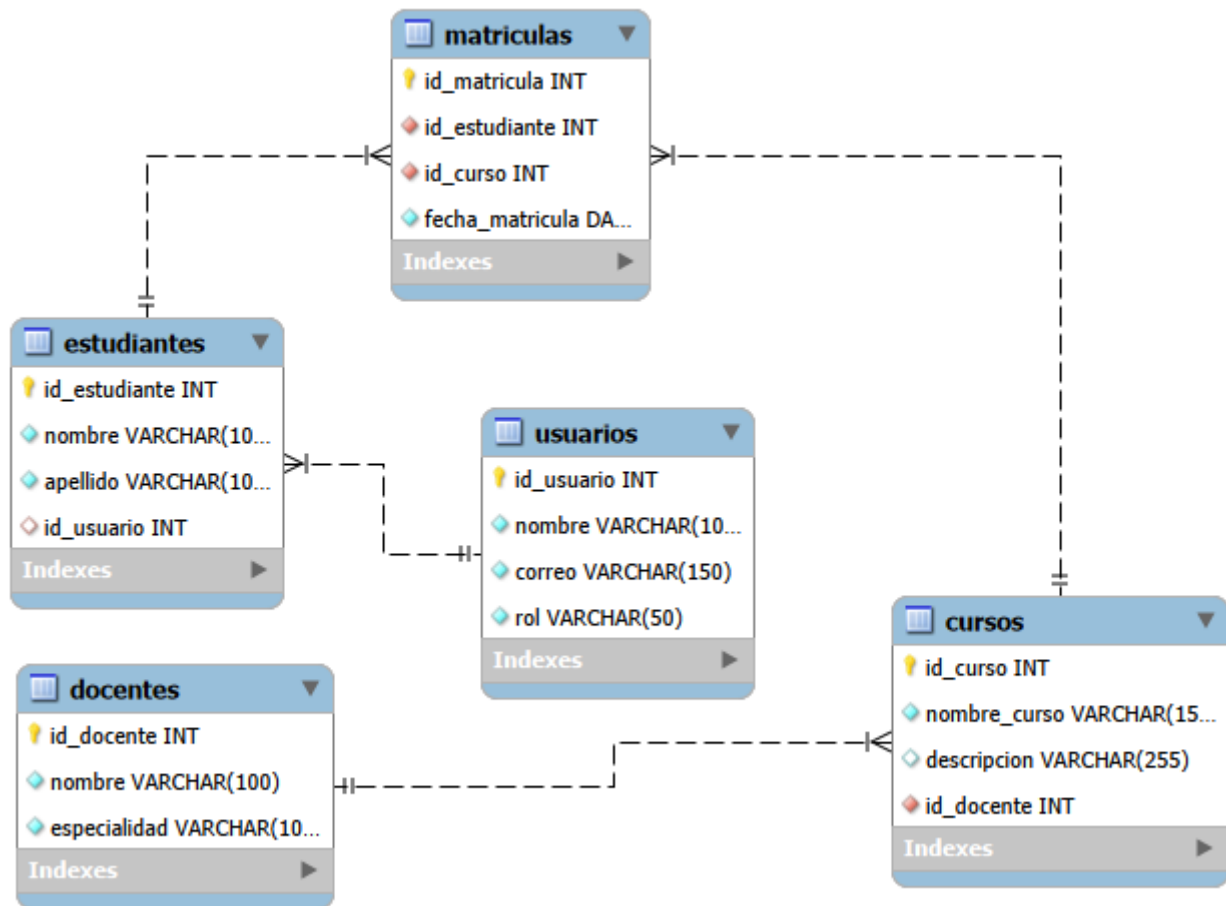 matriculas
id_matricula INT
id_estudiante INT
id_curso INT
fecha_matricula DA...
Indexes
estudiantes
id_estudiante INT
nombre VARCHAR(10...
apellido VARCHAR(10...
id_usuario INT
Indexes
usuarios
id_usuario INT
nombre VARCHAR(10...
correo VARCHAR(150)
rol VARCHAR(50)
Indexes
docentes
id_docente INT
nombre VARCHAR(100)
especialidad VARCHAR(10...
Indexes
cursos
id_curso INT
nombre_curso VARCHAR(15...
descripcion VARCHAR(255)
id_docente INT
Indexes